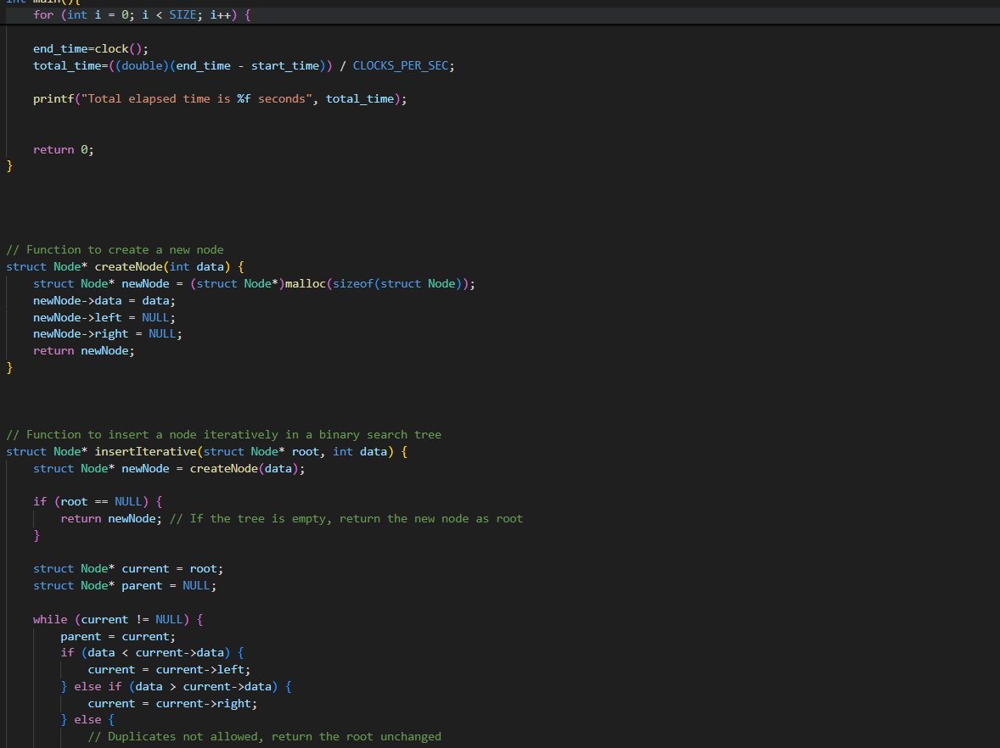 int main(){
for (int i = 0; i < SIZE; i++) {
end_time=clock();
total_time=((double)(end_time - start_time)) / CLOCKS_PER_SEC;
printf("Total elapsed time is %f seconds", total_time);
return 0;
}
// Function to create a new node
struct Node* createNode(int data) {
struct Node* newNode = (struct Node*)malloc(sizeof(struct Node));
newNode->data = data;
newNode->left = NULL;
newNode->right = NULL;
return newNode;
}
// Function to insert a node iteratively in a binary search tree
struct Node* insertIterative(struct Node* root, int data) {
struct Node* newNode = createNode(data);
if (root == NULL) {
return newNode; // If the tree is empty, return the new node as root
}
struct Node* current = root;
struct Node* parent = NULL;
while (current != NULL) {
parent = current;
if (data < current->data) {
current = current->left;
} else if (data > current->data) {
current = current->right;
} else {
// Duplicates not allowed, return the root unchanged